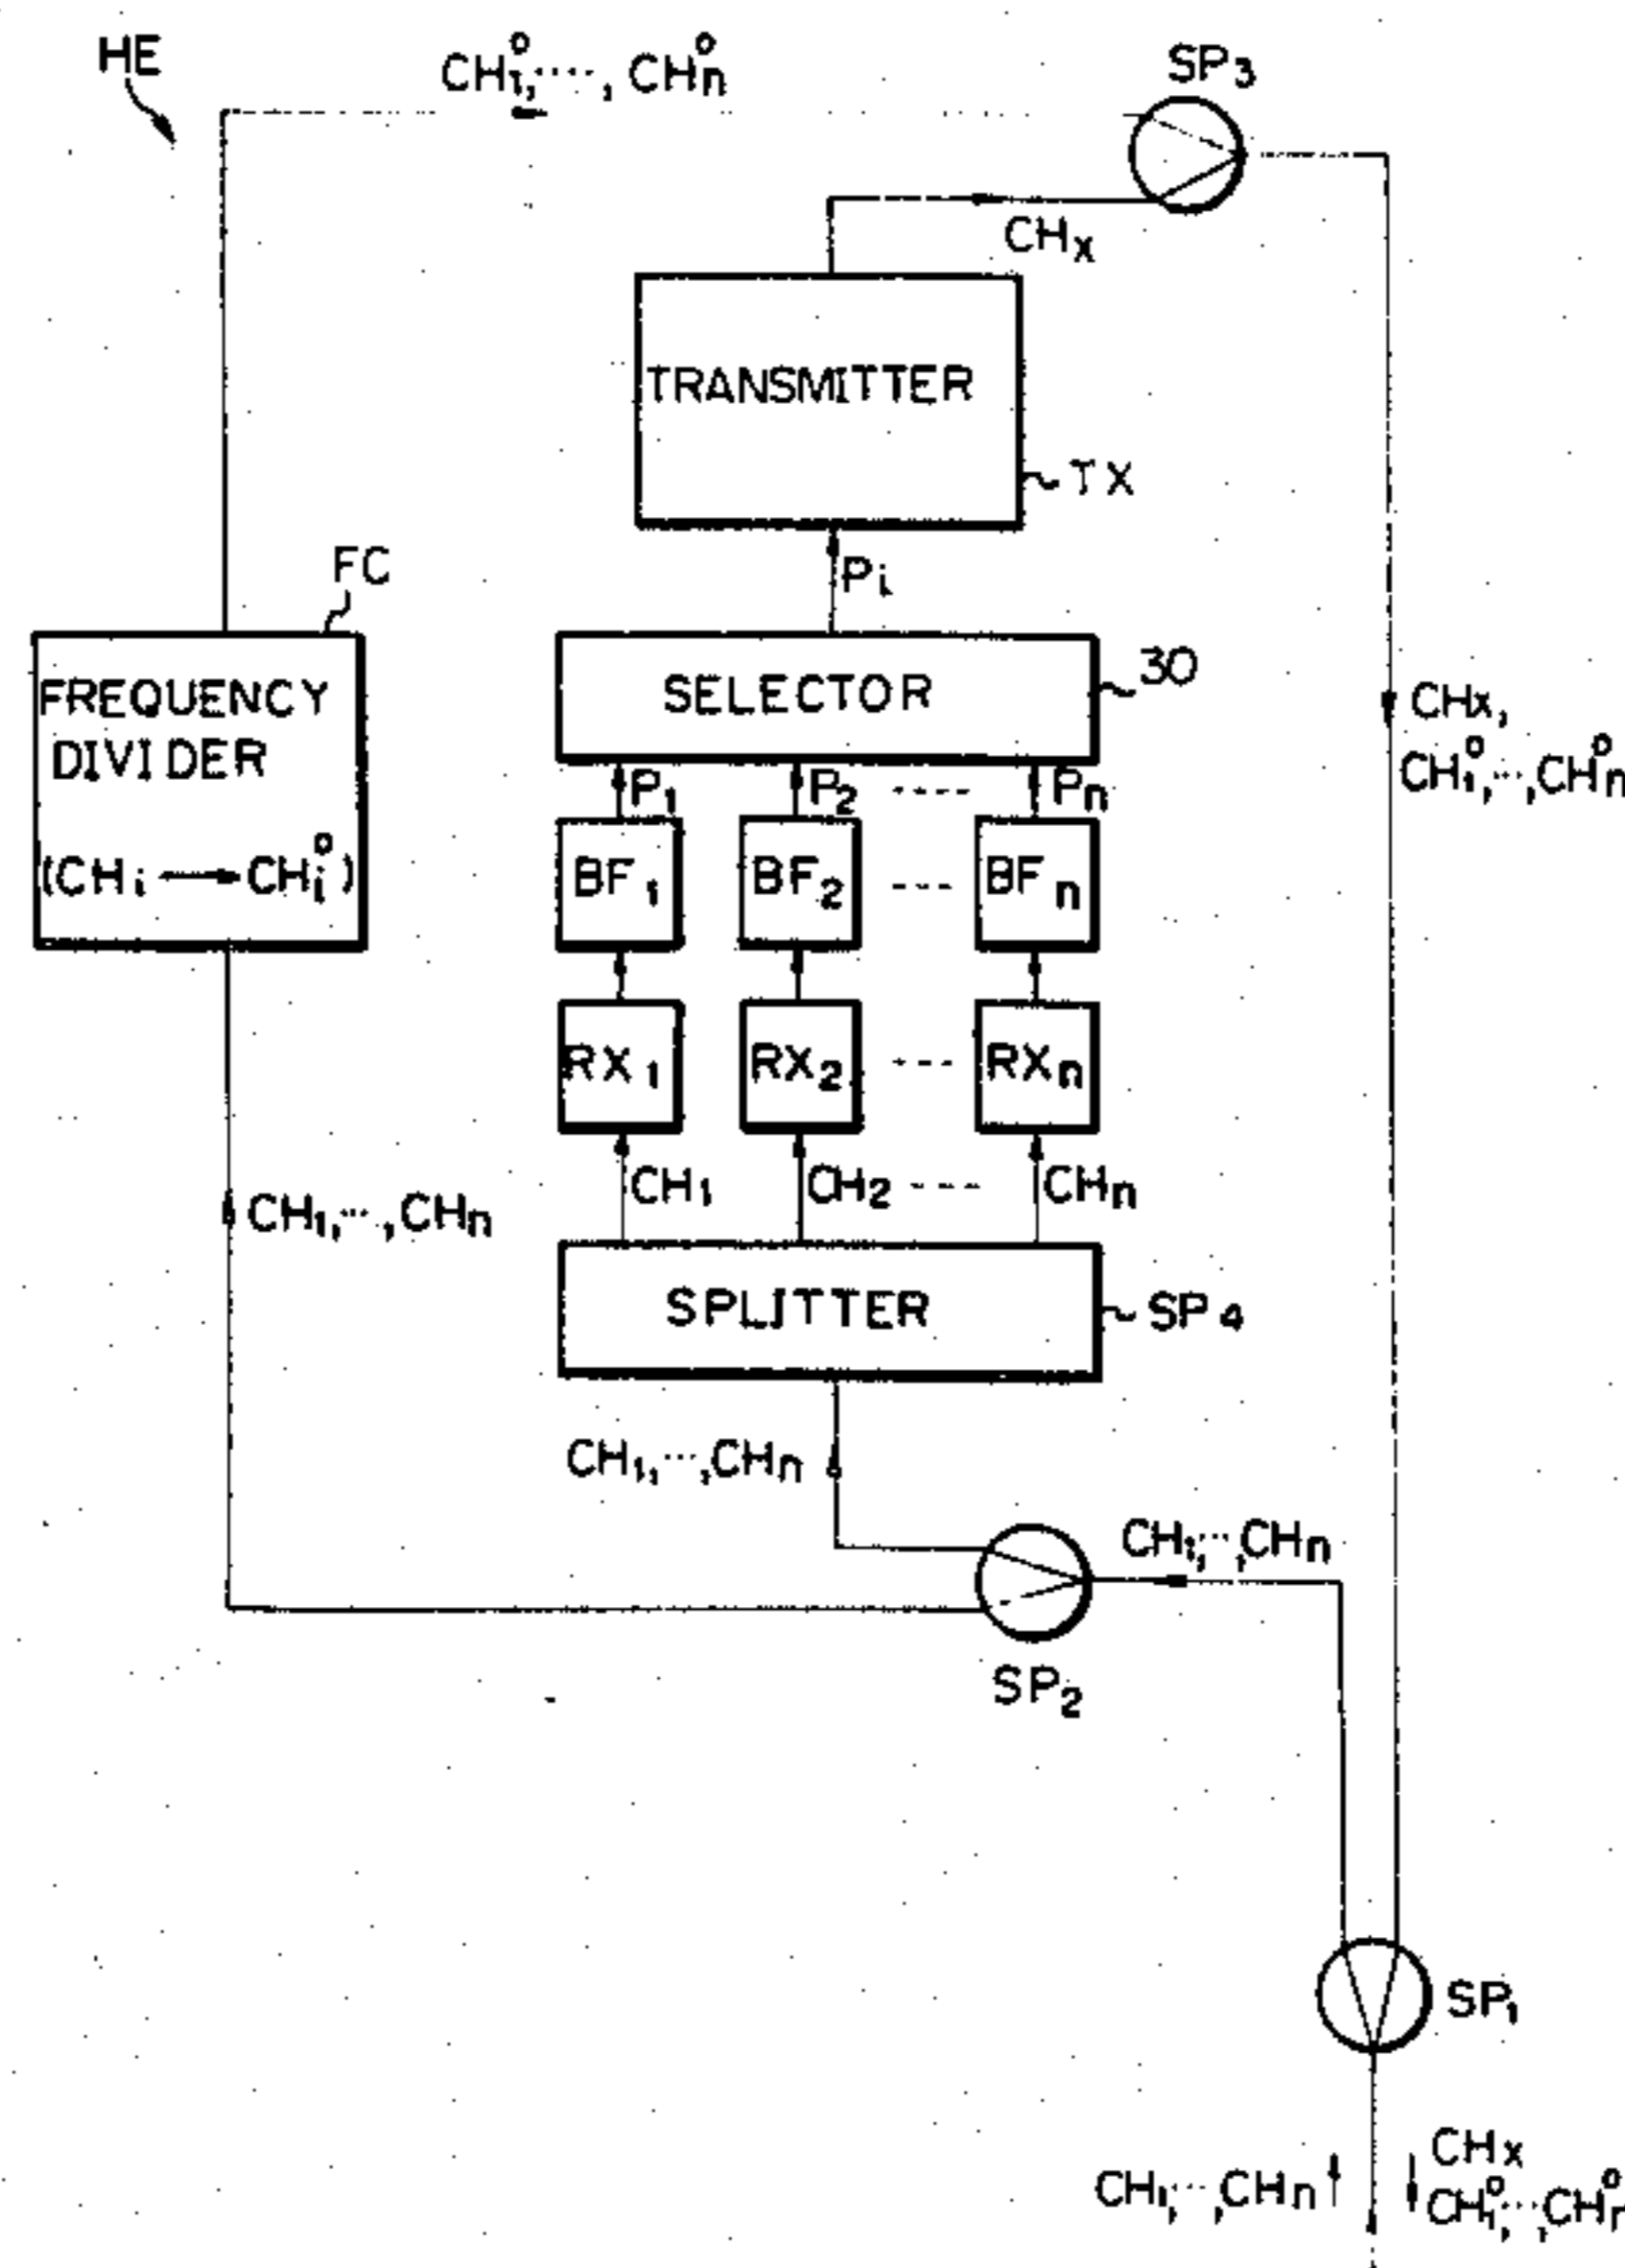 HE
CH₁°,....., CHn°
SP₃
CHx
TRANSMITTER
TX
Pi
FC
FREQUENCY
DIVIDER
(CHi → CHi°)
SELECTOR
30
CHx,
CH₁°,...,CHn°
P₁ P₂ ---- Pn
BF₁ BF₂ ---- BFn
RX₁ RX₂ ---- RXn
CH₁ CH₂ ---- CHn
CH₁,...,CHn
SPLITTER
SP₄
CH₁,...,CHn
CH₁,...,CHn
SP₂
SP₁
CHx
CH₁,...,CHn
CH₁°,...,CHn°